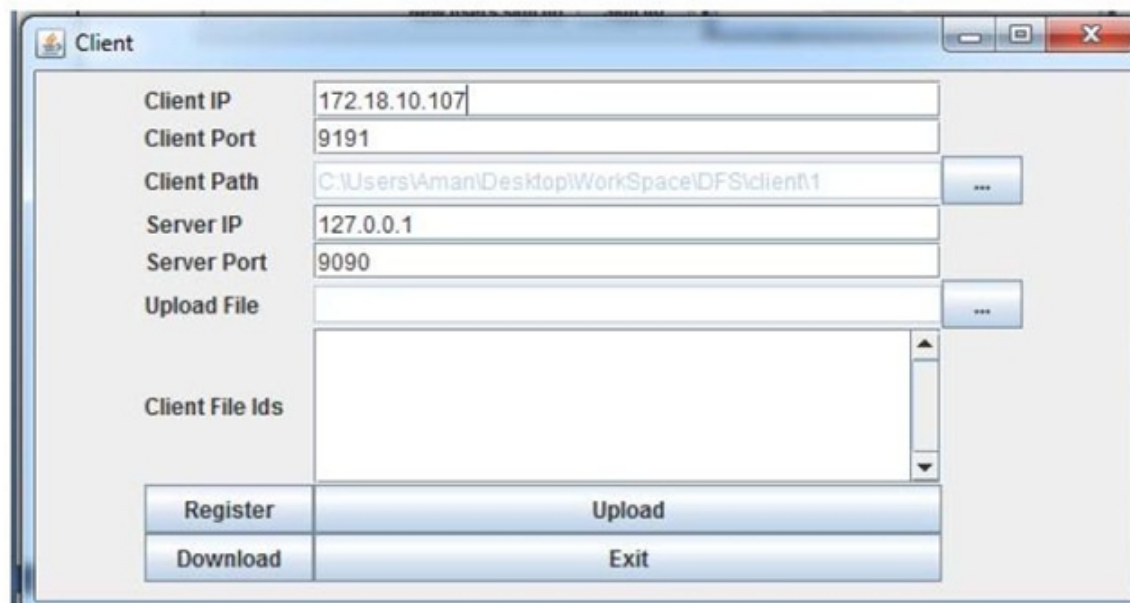 Client
Client IP 172.18.10.107
Client Port 9191
Client Path C:\Users\Aman\Desktop\WorkSpace\DFS\client\1 ...
Server IP 127.0.0.1
Server Port 9090
Upload File ...
Client File Ids
Register Upload
Download Exit